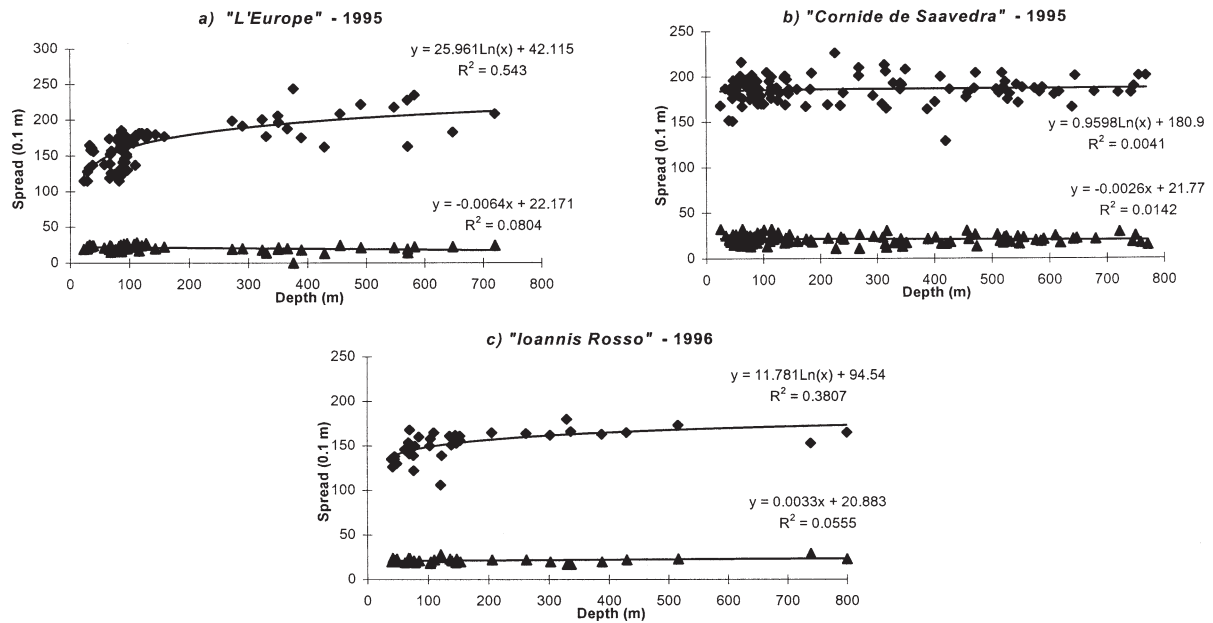 a) "L'Europe" - 1995
y = 25.961Ln(x) + 42.115
R² = 0.543
y = -0.0064x + 22.171
R² = 0.0804
Spread (0.1 m)
300
250
200
150
100
50
0
0 100 200 300 400 500 600 700 800
Depth (m)
b) "Cornide de Saavedra" - 1995
y = 0.9598Ln(x) + 180.9
R² = 0.0041
y = -0.0026x + 21.77
R² = 0.0142
Spread (0.1 m)
250
200
150
100
50
0
0 100 200 300 400 500 600 700 800
Depth (m)
c) "Ioannis Rosso" - 1996
y = 11.781Ln(x) + 94.54
R² = 0.3807
y = 0.0033x + 20.883
R² = 0.0555
Spread (0.1 m)
250
200
150
100
50
0
0 100 200 300 400 500 600 700 800
Depth (m)